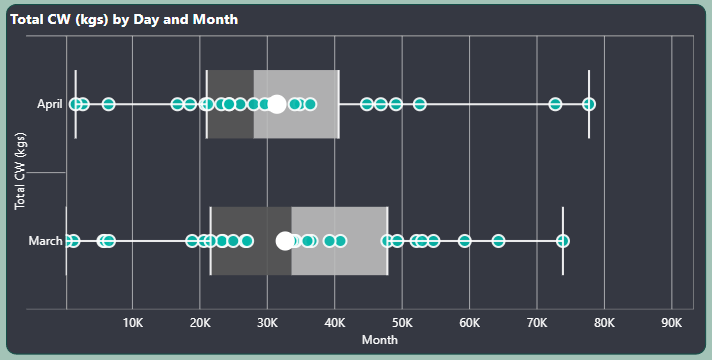 Total CW (kgs) by Day and Month
Total CW (kgs)
April
March
10K 20K 30K 40K 50K 60K 70K 80K 90K
Month